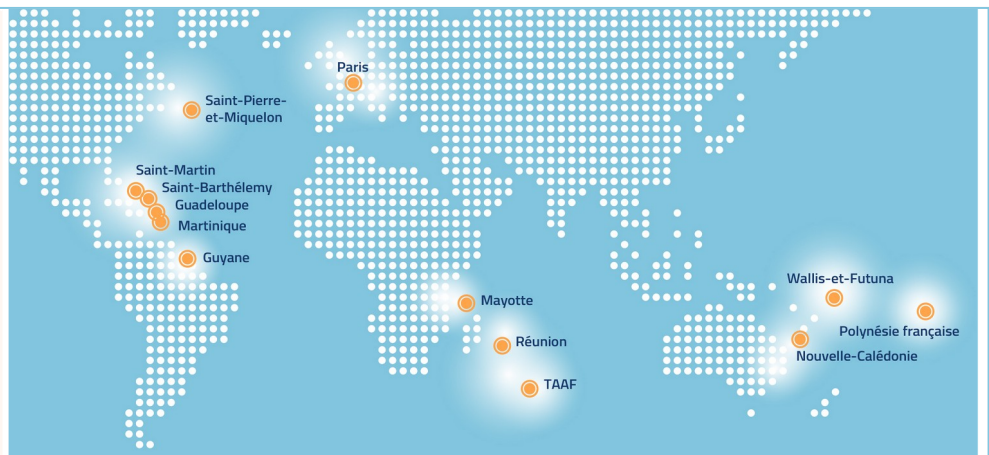 Paris
Saint-Pierre-
et-Miquelon
Saint-Martin
Saint-Barthélemy
Guadeloupe
Martinique
Guyane
Mayotte
Wallis-et-Futuna
Polynésie française
Réunion
Nouvelle-Calédonie
TAAF